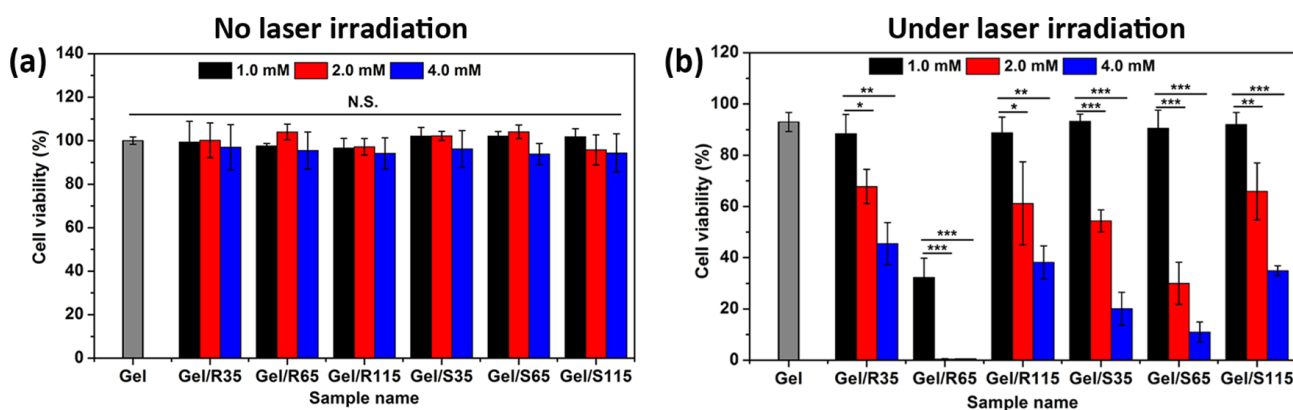 No laser irradiation
(a)
1.0 mM 2.0 mM 4.0 mM
N.S.
140
120
100
80
60
40
20
0
Cell viability (%)
Gel Gel/R35 Gel/R65 Gel/R115 Gel/S35 Gel/S65 Gel/S115
Sample name
Under laser irradiation
(b)
1.0 mM 2.0 mM 4.0 mM
** ** *** *** ***
* * *** *** **
***
***
120
100
80
60
40
20
0
Cell viability (%)
Gel Gel/R35 Gel/R65 Gel/R115 Gel/S35 Gel/S65 Gel/S115
Sample name